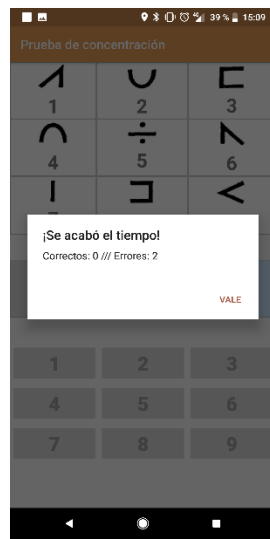 39 % 15:09
Prueba de concentración
1 2 3
4 5 6
¡Se acabó el tiempo!
Correctos: 0 /// Errores: 2
VALE
1 2 3
4 5 6
7 8 9